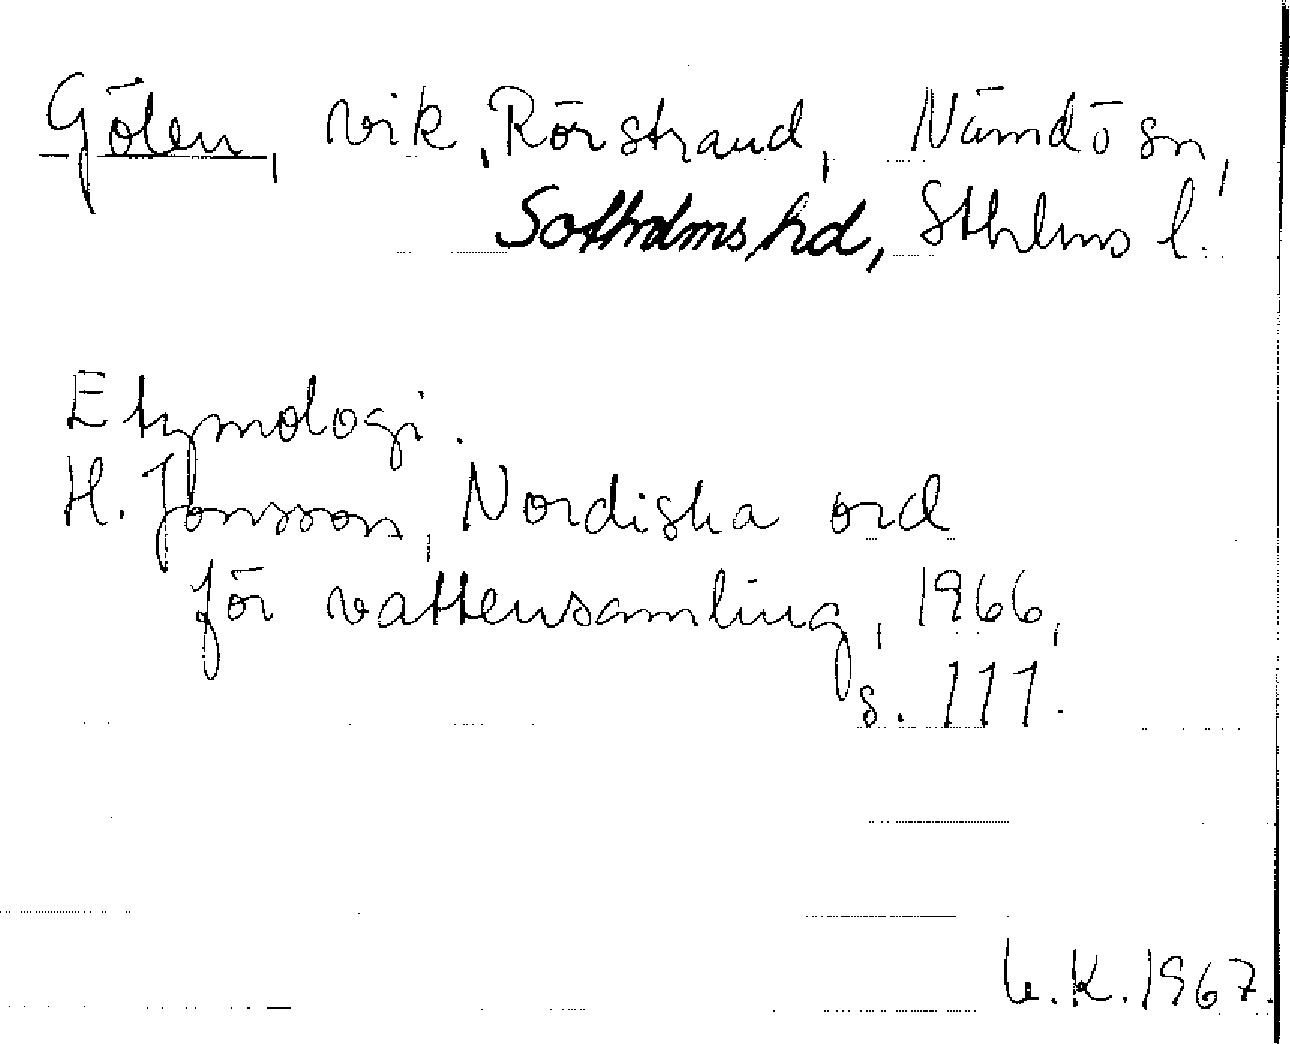 Gölen, vik, Rörstrand, Nämdö sn,
Sotholms hd, Sthlms l.
Etymologi.
H. Jonsson, Nordiska ord
för vattensamling, 1966,
s. 111.
U.K. 1967.